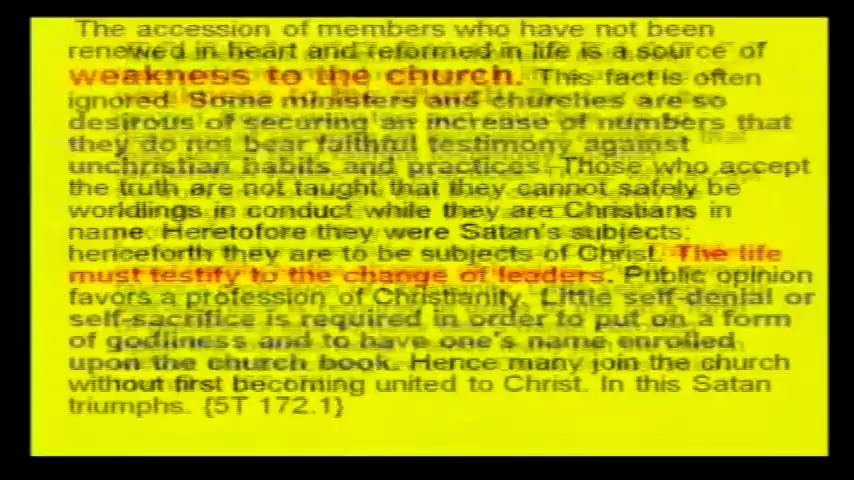 The accession of members who have not been
renewed in heart and reformed in life is a source of
weakness to the church. This fact is often
ignored. Some ministers and churches are so
desirous of securing an increase of numbers that
they do not bear faithful testimony against
unchristian habits and practices. Those who accept
the truth are not taught that they cannot safely be
worldlings in conduct while they are Christians in
name. Heretofore they were Satan's subjects;
henceforth they are to be subjects of Christ. The life
must testify to the change of leaders. Public opinion
favors a profession of Christianity. Little self-denial or
self-sacrifice is required in order to put on a form
of godliness and to have one's name enrolled
upon the church book. Hence many join the church
without first becoming united to Christ. In this Satan
triumphs. {5T 172.1}